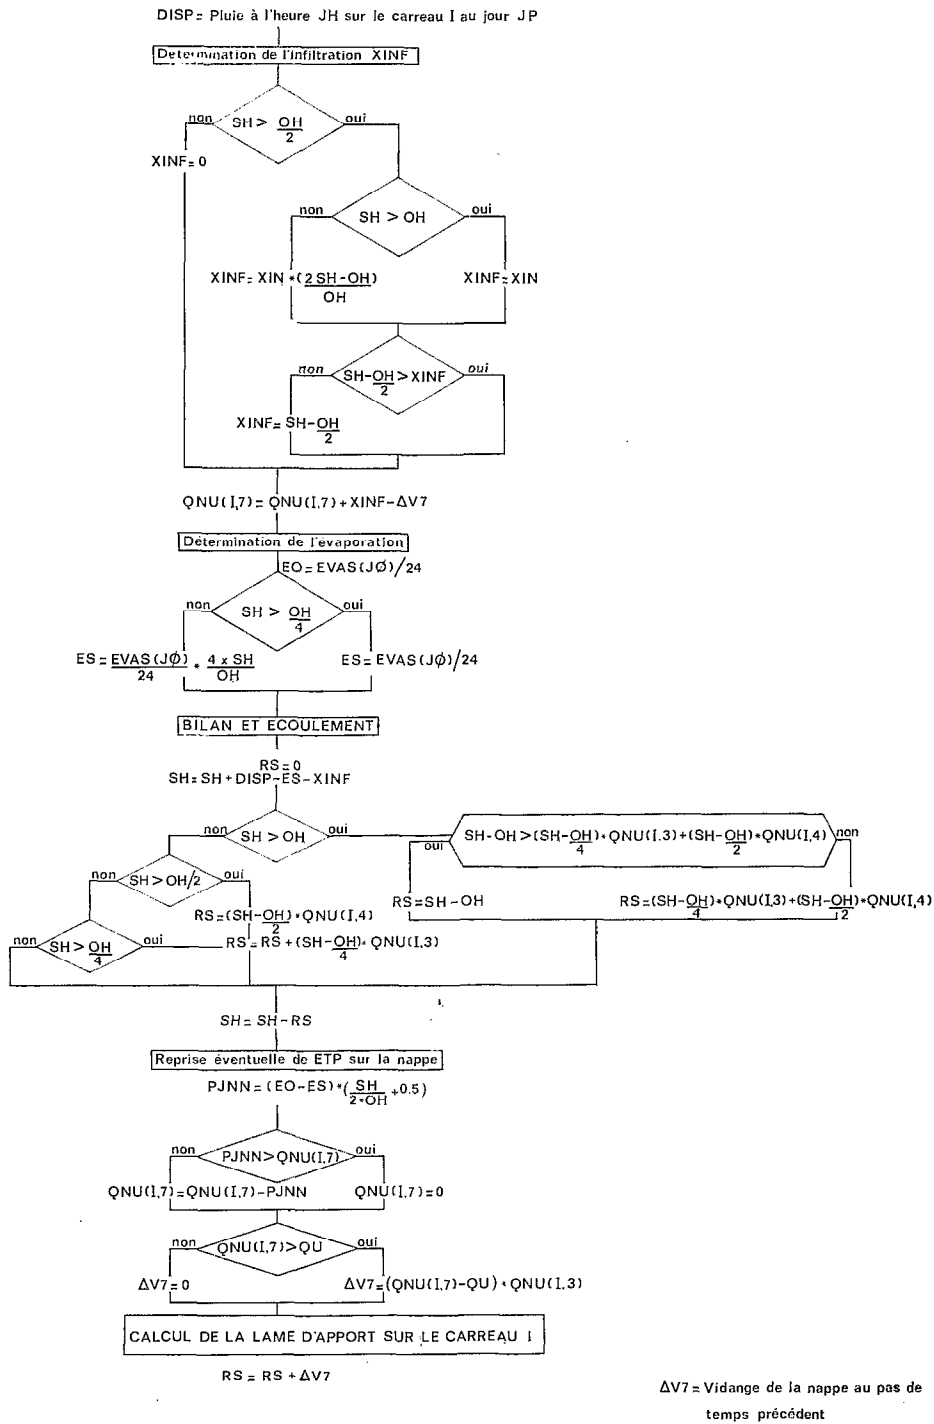 DISP= Pluie à l'heure JH sur le carreau I au jour JP
Determination de l'infiltration XINF
non
SH > OH/2
oui
XINF=0
non
SH > OH
oui
XINF=XIN*(2 SH-OH)/OH
XINF=XIN
non
SH-OH/2>XINF
oui
XINF=SH-OH/2
QNU(I,7)=QNU(I,7)+XINF-ΔV7
Détermination de l'évaporation
EO=EVAS(JØ)/24
non
SH > OH/4
oui
ES=EVAS(JØ)/24 * 4 x SH/OH
ES=EVAS(JØ)/24
BILAN ET ECOULEMENT
RS=0
SH=SH+DISP-ES-XINF
non
SH>OH
oui
SH-OH>(SH-OH/4)*QNU(I,3)+(SH-OH/2)*QNU(I,4)
oui
non
non
SH>OH/2
oui
RS=SH-OH
RS=(SH-OH/4)*QNU(I,3)+(SH-OH/2)*QNU(I,4)
RS=(SH-OH/2)*QNU(I,4)
non
SH>OH/4
oui
RS=RS+(SH-OH/4)*QNU(I,3)
SH=SH-RS
Reprise éventuelle de ETP sur la nappe
PJNN=(EO-ES)*(SH/2*OH+0.5)
non
PJNN>QNU(I,7)
oui
QNU(I,7)=QNU(I,7)-PJNN
QNU(I,7)=0
non
QNU(I,7)>QU
oui
ΔV7=0
ΔV7=(QNU(I,7)-QU)*QNU(I,3)
CALCUL DE LA LAME D'APPORT SUR LE CARREAU I
RS = RS + ΔV7
ΔV7=Vidange de la nappe au pas de
temps précédent